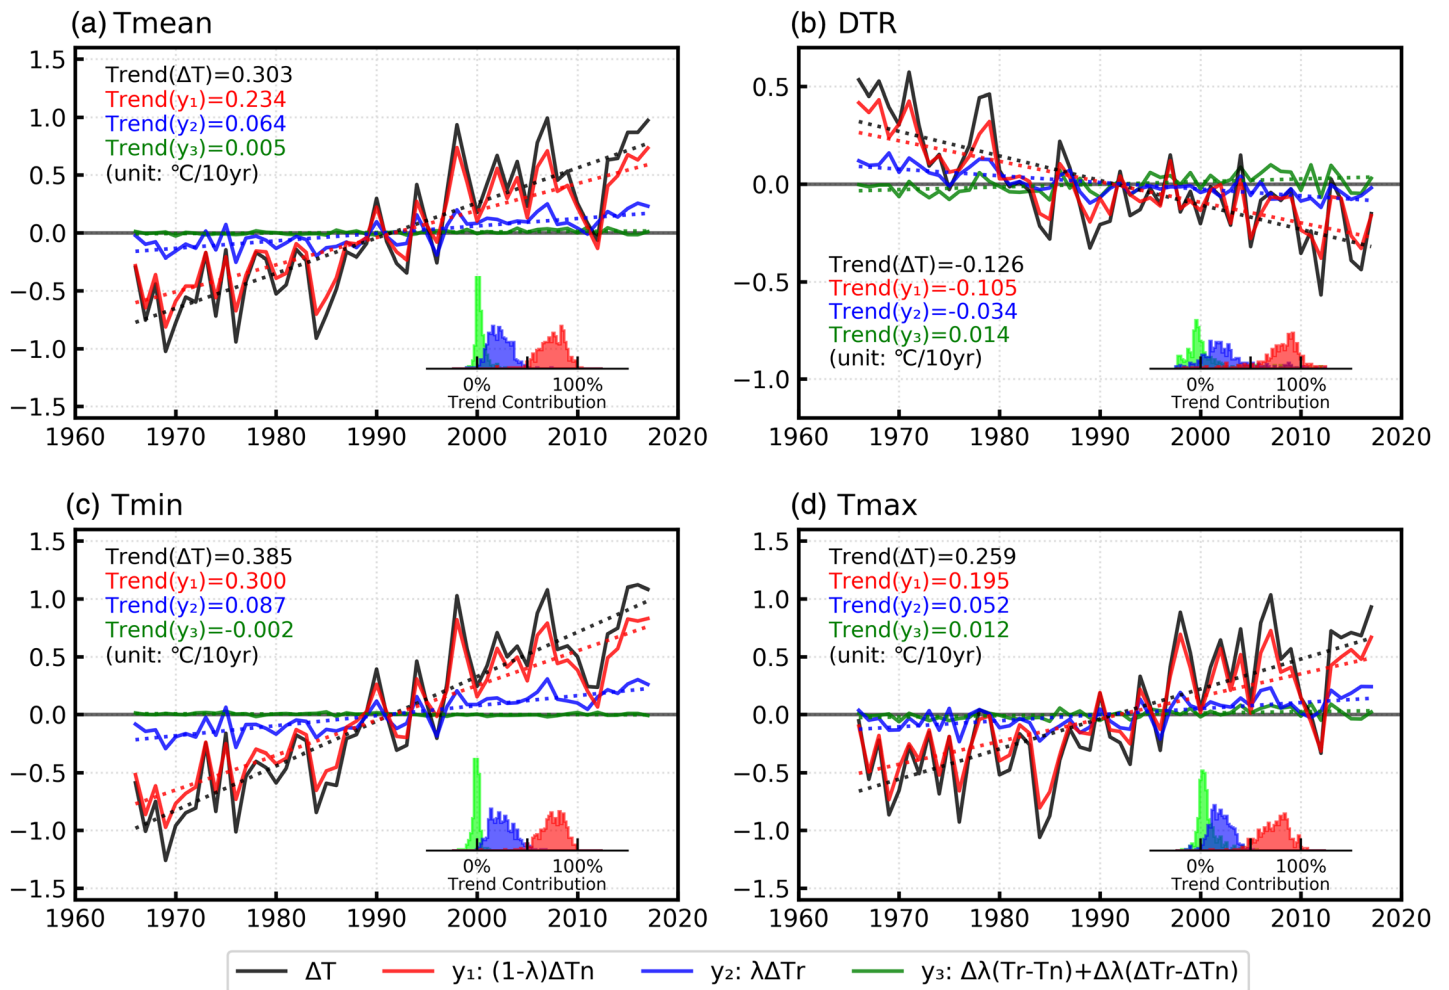 (a) Tmean
1.5
1.0
0.5
0.0
−0.5
−1.0
−1.5
Trend(ΔT)=0.303
Trend(y₁)=0.234
Trend(y₂)=0.064
Trend(y₃)=0.005
(unit: ℃/10yr)
0% 100%
Trend Contribution
1960 1970 1980 1990 2000 2010 2020
(b) DTR
0.5
0.0
−0.5
−1.0
Trend(ΔT)=-0.126
Trend(y₁)=-0.105
Trend(y₂)=-0.034
Trend(y₃)=0.014
(unit: ℃/10yr)
0% 100%
Trend Contribution
1960 1970 1980 1990 2000 2010 2020
(c) Tmin
1.5
1.0
0.5
0.0
−0.5
−1.0
−1.5
Trend(ΔT)=0.385
Trend(y₁)=0.300
Trend(y₂)=0.087
Trend(y₃)=-0.002
(unit: ℃/10yr)
0% 100%
Trend Contribution
1960 1970 1980 1990 2000 2010 2020
(d) Tmax
1.5
1.0
0.5
0.0
−0.5
−1.0
−1.5
Trend(ΔT)=0.259
Trend(y₁)=0.195
Trend(y₂)=0.052
Trend(y₃)=0.012
(unit: ℃/10yr)
0% 100%
Trend Contribution
1960 1970 1980 1990 2000 2010 2020
ΔT y₁: (1-λ)ΔTn y₂: λΔTr y₃: Δλ(Tr-Tn)+Δλ(ΔTr-ΔTn)